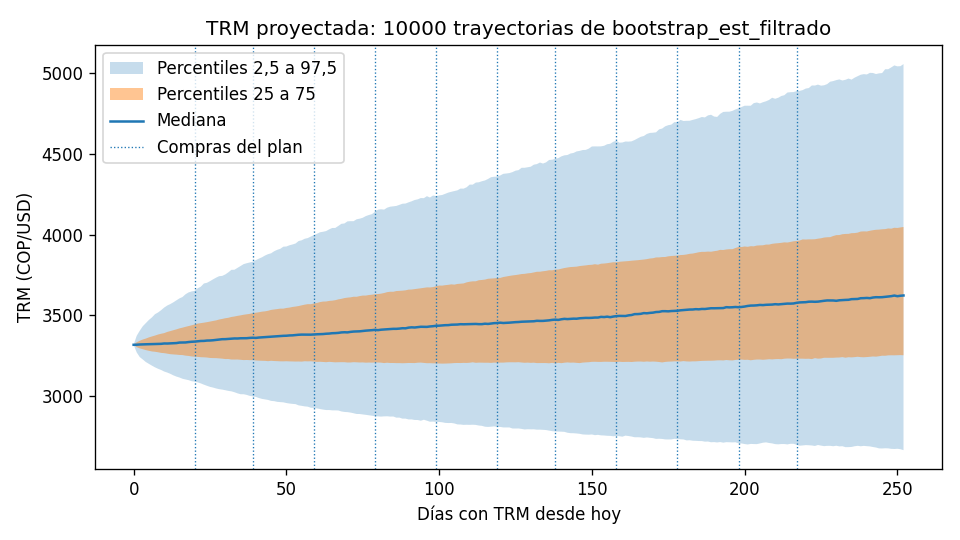 TRM proyectada: 10000 trayectorias de bootstrap_est_filtrado
Percentiles 2,5 a 97,5
Percentiles 25 a 75
Mediana
Compras del plan
TRM (COP/USD)
5000
4500
4000
3500
3000
0 50 100 150 200 250
Días con TRM desde hoy